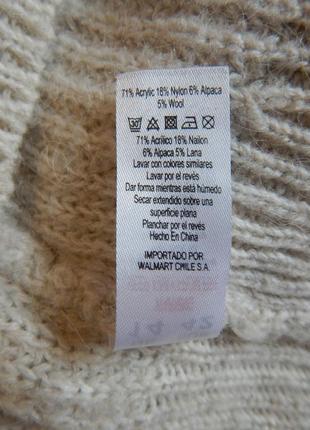 71% Acrylic 18% Nylon 6% Alpaca
5% Wool
30
71% Acrilico 18% Nailon
6% Alpaca 5% Lana
Lavar con colores similares
Lavar por el revés
Dar forma mientras está húmedo
Secar extendido sobre una
superficie plana
Planchar por el revés
Hecho En China
IMPORTADO POR
WALMART CHILE S.A.